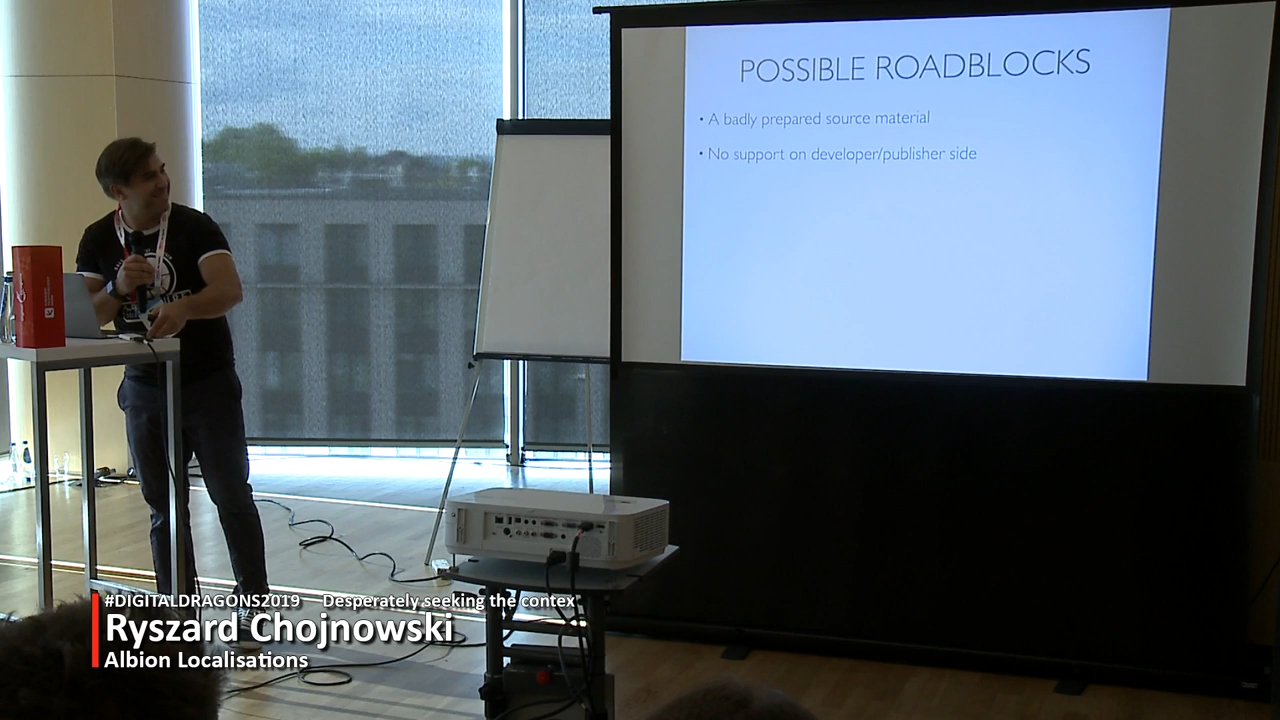 POSSIBLE ROADBLOCKS
• A badly prepared source material
• No support on developer/publisher side
#DIGITALDRAGONS2019 Desperately seeking the contex
Ryszard Chojnowski
Albion Localisations